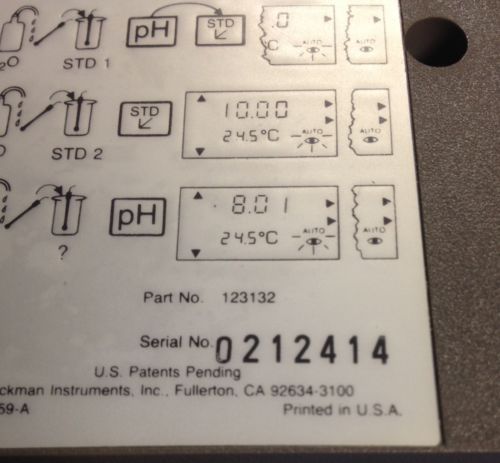 .0
pH STD C AUTO AUTO
2O STD 1
10.00
STD 24.5°C AUTO AUTO
O STD 2
8.01
pH 24.5°C AUTO AUTO
?
Part No. 123132
Serial No. 0212414
U.S. Patents Pending
ckman Instruments, Inc., Fullerton, CA 92634-3100
59-A Printed in U.S.A.